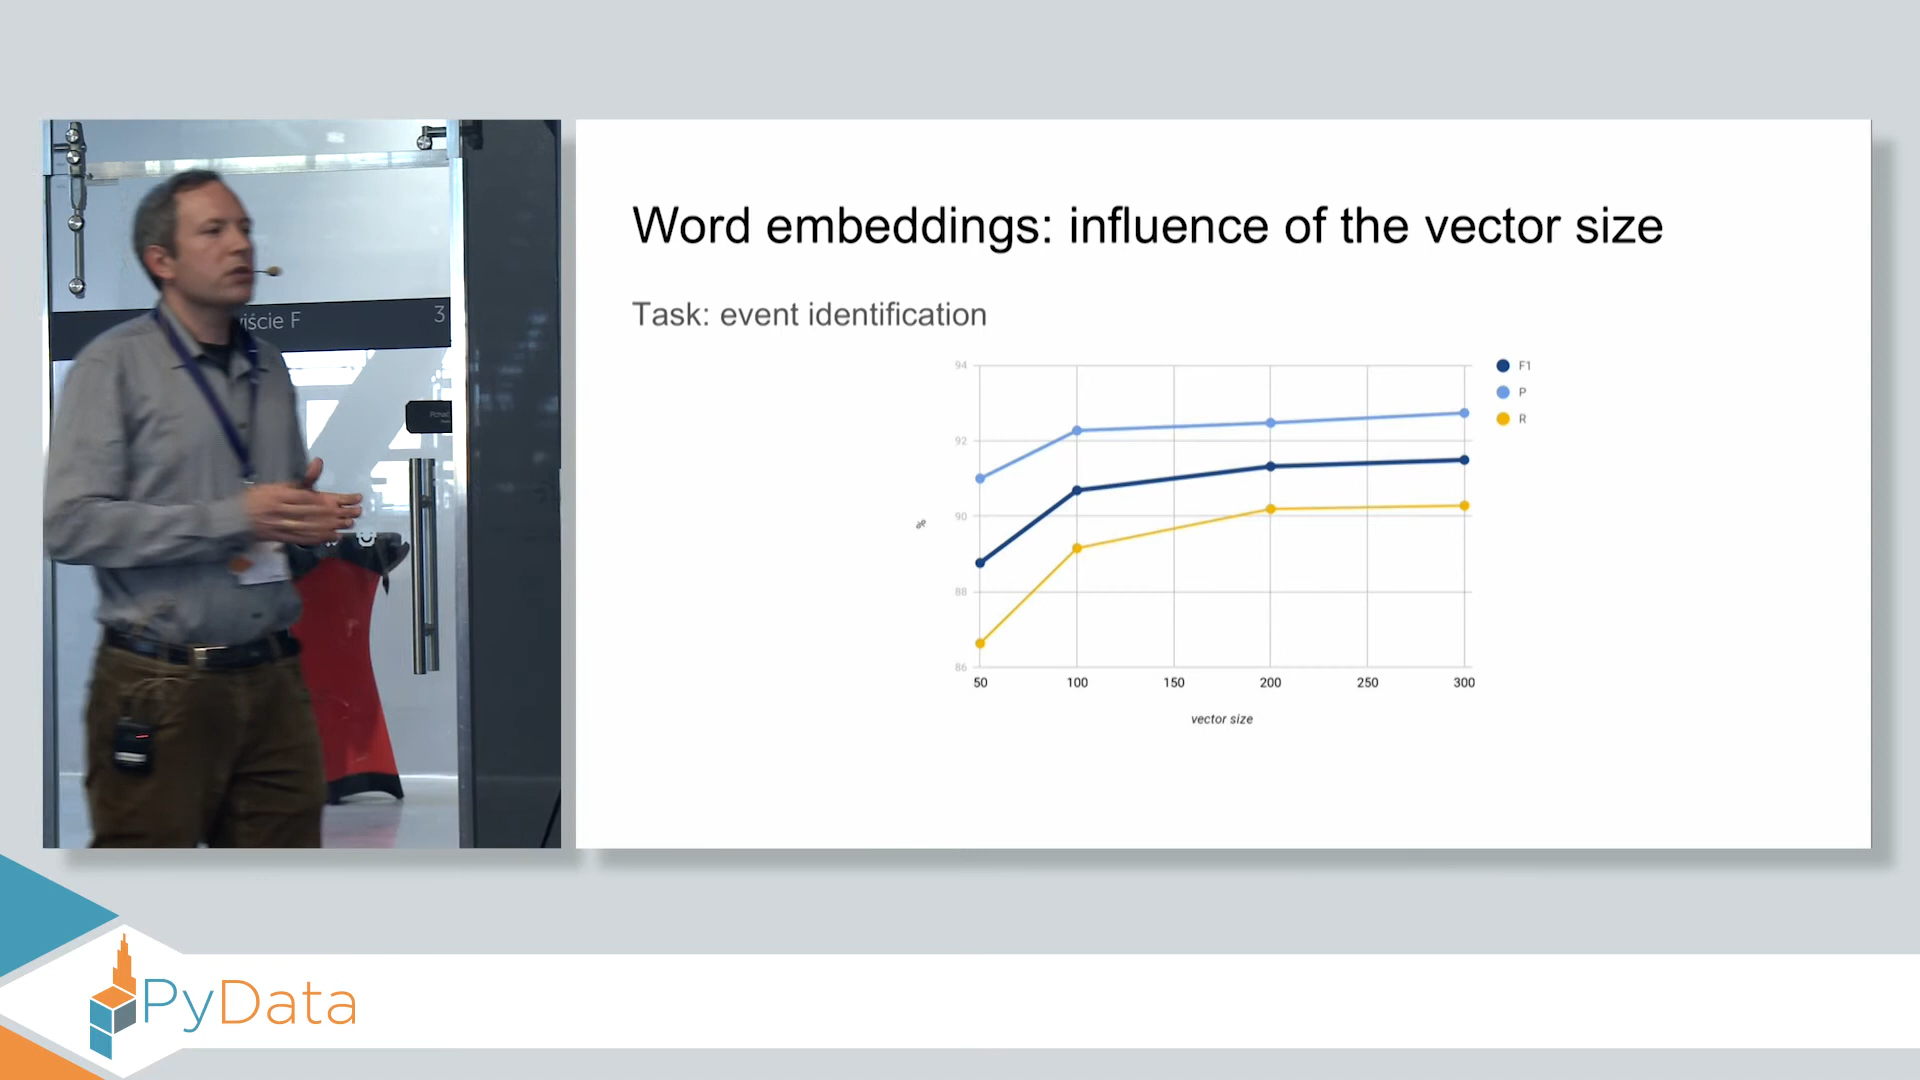 Word embeddings: influence of the vector size
Task: event identification
94
92
90
88
86
%
50 100 150 200 250 300
vector size
F1
P
R
iście F 3
PyData